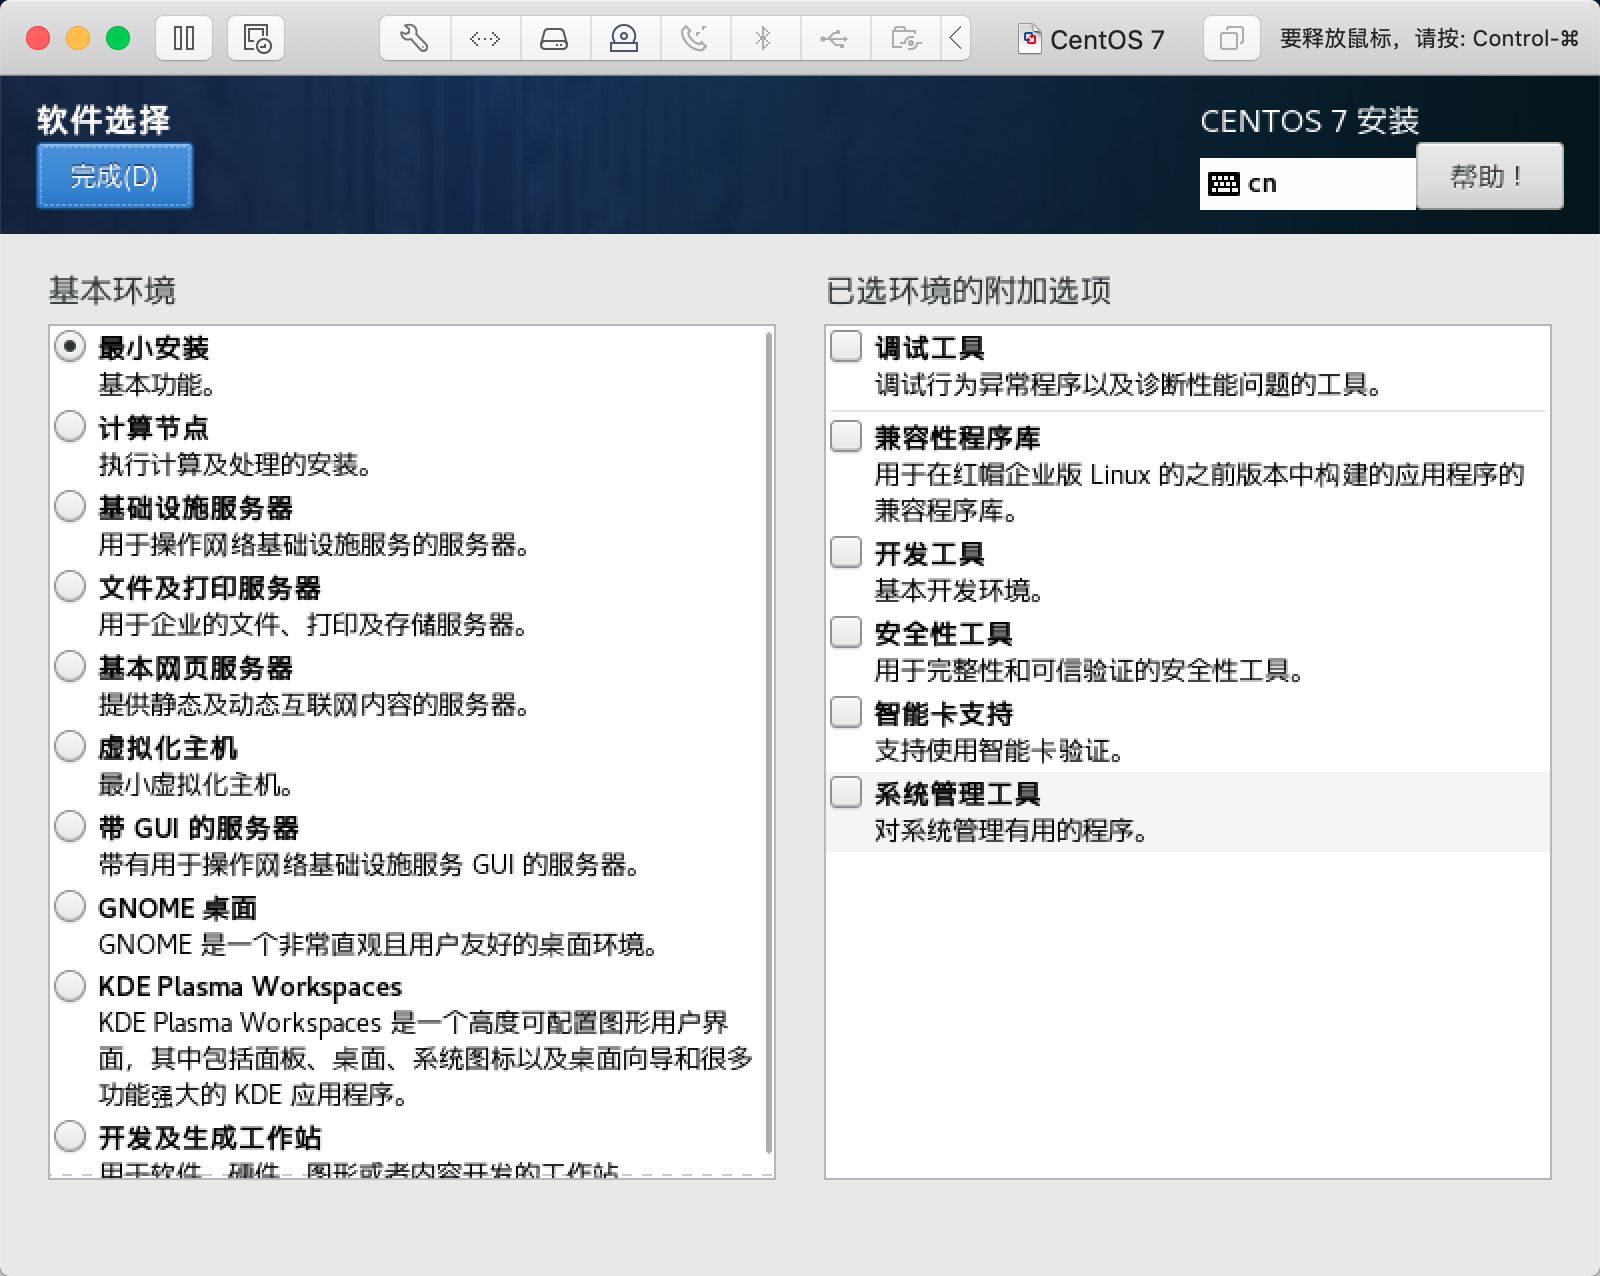 CentOS 7
要释放鼠标，请按: Control-⌘
软件选择
完成(D)
CENTOS 7 安装
cn
帮助！
基本环境
最小安装
基本功能。
计算节点
执行计算及处理的安装。
基础设施服务器
用于操作网络基础设施服务的服务器。
文件及打印服务器
用于企业的文件、打印及存储服务器。
基本网页服务器
提供静态及动态互联网内容的服务器。
虚拟化主机
最小虚拟化主机。
带 GUI 的服务器
带有用于操作网络基础设施服务 GUI 的服务器。
GNOME 桌面
GNOME 是一个非常直观且用户友好的桌面环境。
KDE Plasma Workspaces
KDE Plasma Workspaces 是一个高度可配置图形用户界
面，其中包括面板、桌面、系统图标以及桌面向导和很多
功能强大的 KDE 应用程序。
开发及生成工作站
用于软件、硬件、图形或者内容开发的工作站
已选环境的附加选项
调试工具
调试行为异常程序以及诊断性能问题的工具。
兼容性程序库
用于在红帽企业版 Linux 的之前版本中构建的应用程序的
兼容程序库。
开发工具
基本开发环境。
安全性工具
用于完整性和可信验证的安全性工具。
智能卡支持
支持使用智能卡验证。
系统管理工具
对系统管理有用的程序。